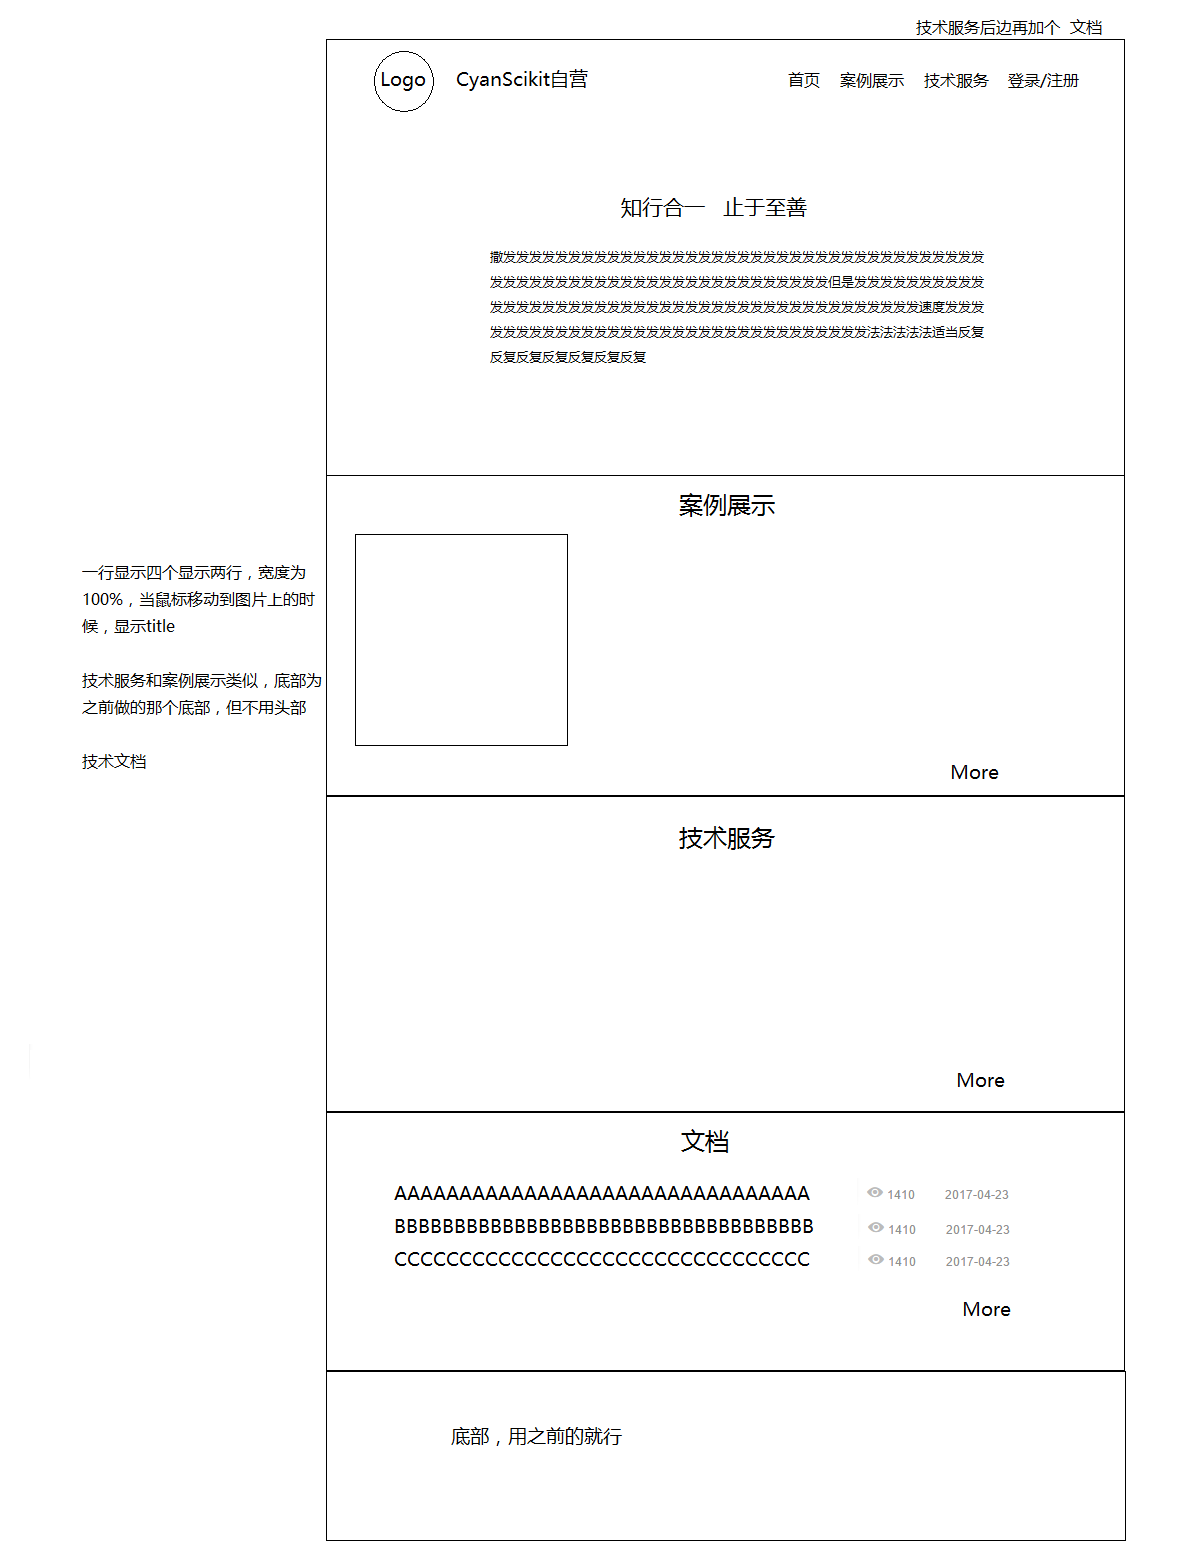 技术服务后边再加个 文档
Logo
CyanScikit自营
首页 案例展示 技术服务 登录/注册
知行合一 止于至善
撒发发发发发发发发发发发发发发发发发发发发发发发发发发发发发发发发发发发发发
发发发发发发发发发发发发发发发发发发发发发发发发发发但是发发发发发发发发发发
发发发发发发发发发发发发发发发发发发发发发发发发发发发发发发发发发速度发发发
发发发发发发发发发发发发发发发发发发发发发发发发发发发发发法法法法法适当反复
反复反复反复反复反复反复
案例展示
一行显示四个显示两行，宽度为
100%，当鼠标移动到图片上的时
候，显示title
技术服务和案例展示类似，底部为
之前做的那个底部，但不用头部
技术文档
More
技术服务
More
文档
AAAAAAAAAAAAAAAAAAAAAAAAAAAAAAAA 1410 2017-04-23
BBBBBBBBBBBBBBBBBBBBBBBBBBBBBBBBBBB 1410 2017-04-23
CCCCCCCCCCCCCCCCCCCCCCCCCCCCCCCC 1410 2017-04-23
More
底部，用之前的就行